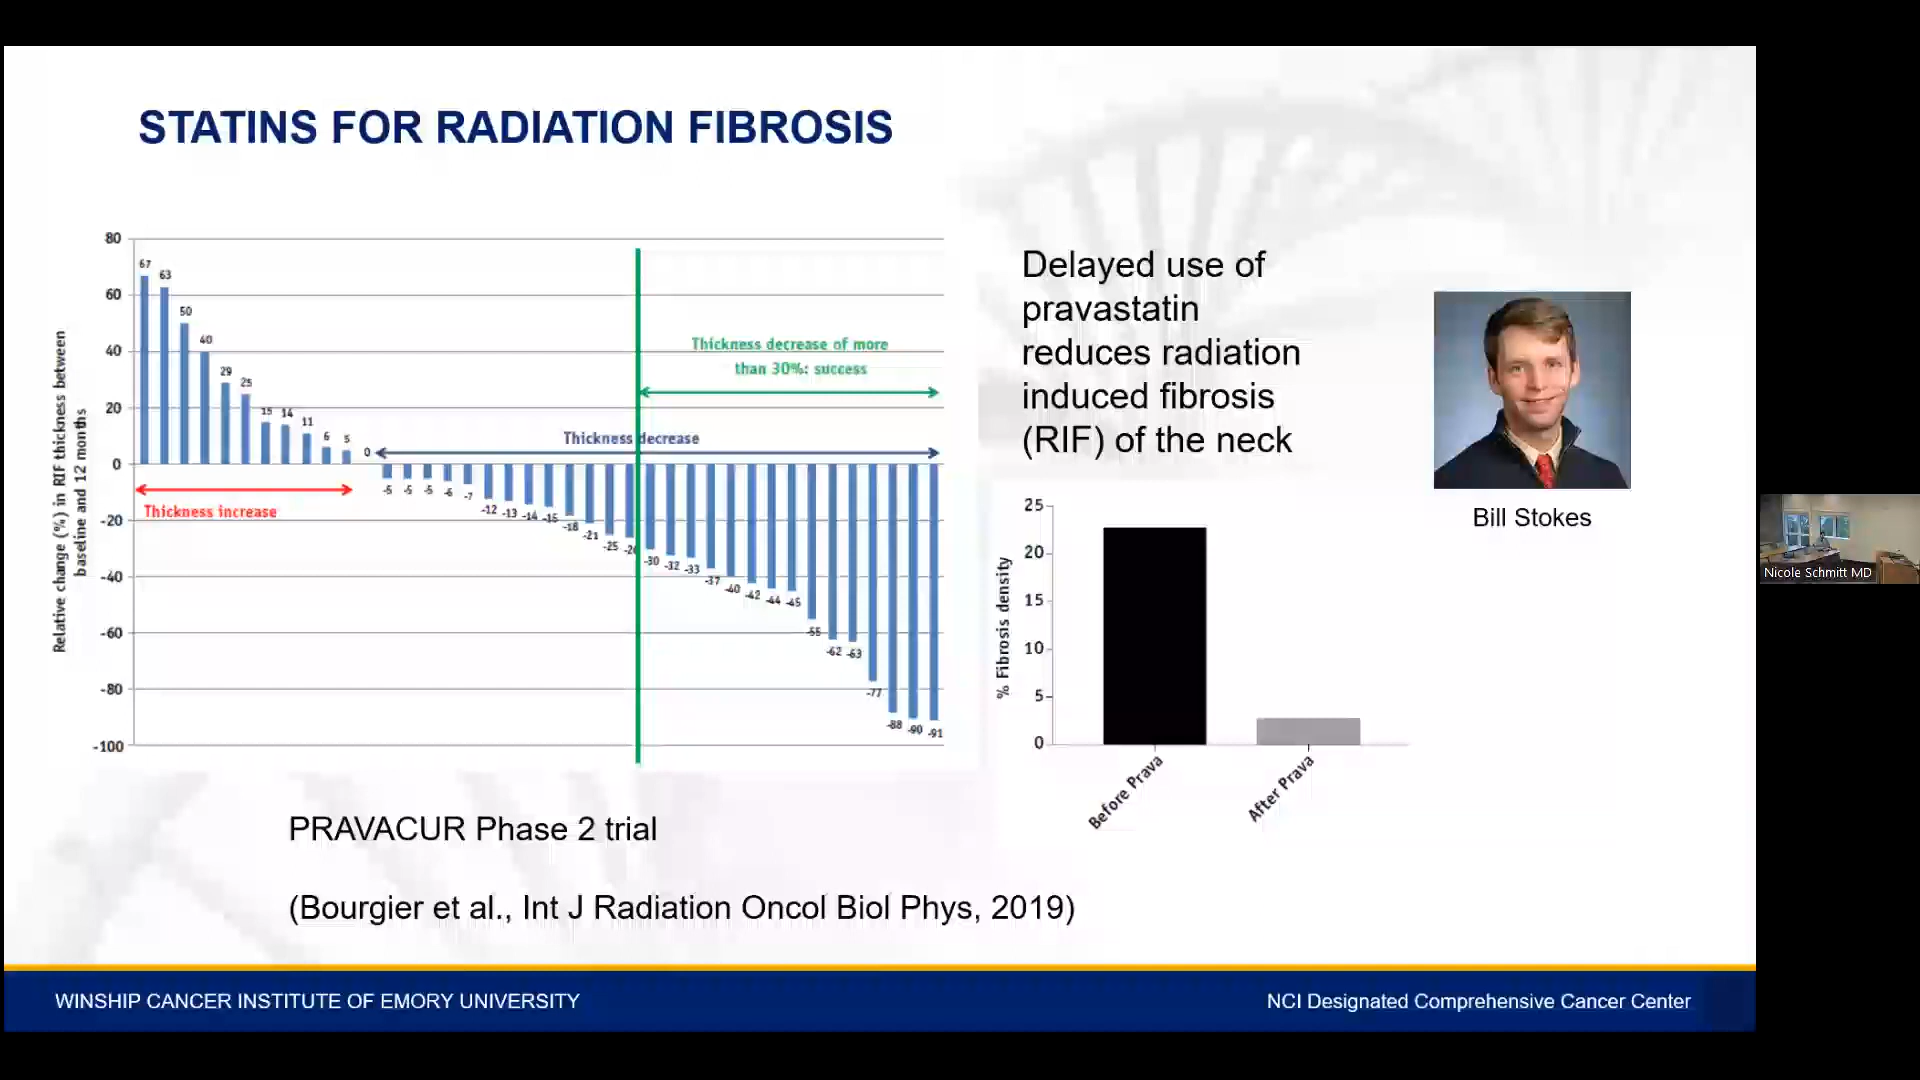 STATINS FOR RADIATION FIBROSIS
Relative change (%) in RIF thickness between
baseline and 12 months
80
60
40
20
0
-20
-40
-60
-80
-100
67
63
50
40
29
25
15
14
11
6
5
0
-5
-5
-5
-6
-7
-12
-13
-14
-15
-18
-21
-25
-30
-32
-33
-37
-40
-42
-44
-45
-55
-62
-63
-77
-88
-90
-91
Thickness increase
Thickness decrease
Thickness decrease of more
than 30%: success
Delayed use of
pravastatin
reduces radiation
induced fibrosis
(RIF) of the neck
Bill Stokes
% Fibrosis density
25
20
15
10
5
0
Before Prava
After Prava
Nicole Schmitt MD
PRAVACUR Phase 2 trial
(Bourgier et al., Int J Radiation Oncol Biol Phys, 2019)
WINSHIP CANCER INSTITUTE OF EMORY UNIVERSITY
NCI Designated Comprehensive Cancer Center